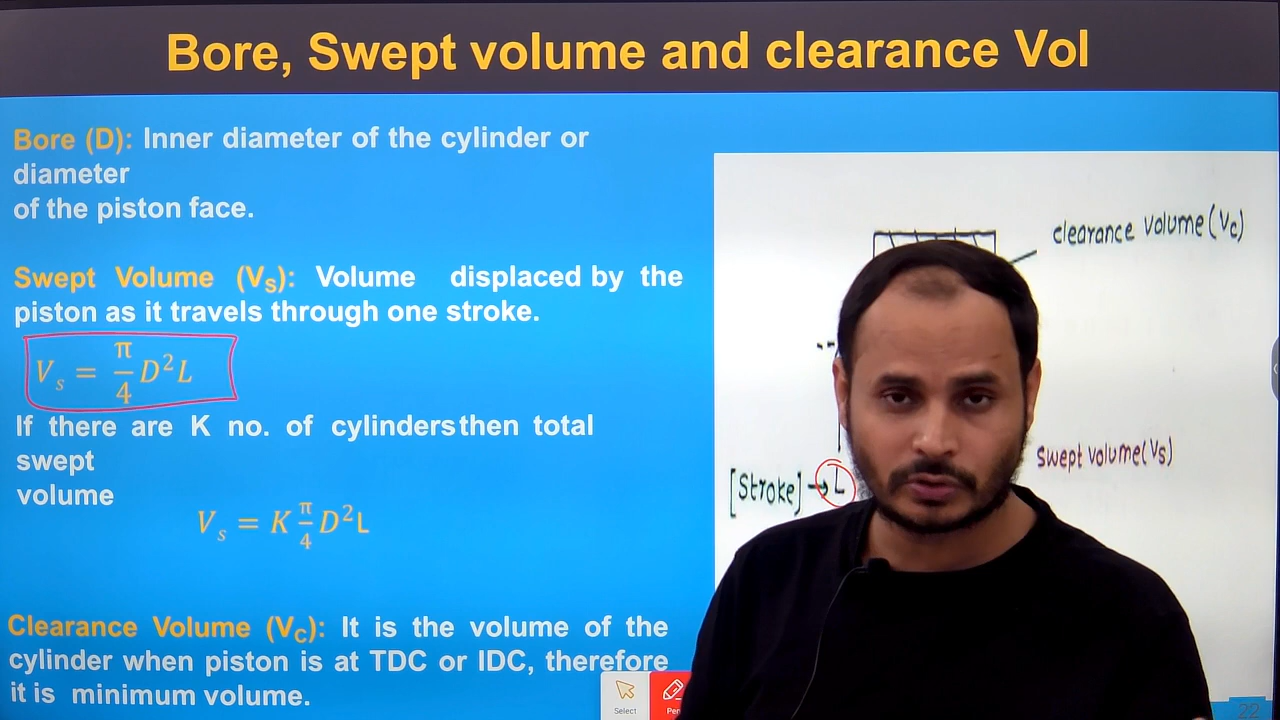 Bore, Swept volume and clearance Vol
Bore (D): Inner diameter of the cylinder or
diameter
of the piston face.
Swept Volume (VS): Volume displaced by the
piston as it travels through one stroke.
V_s = π/4 D²L
If there are K no. of cylinders then total
swept
volume
V_s = K π/4 D²L
Clearance Volume (VC): It is the volume of the
cylinder when piston is at TDC or IDC, therefore
it is minimum volume.
clearance volume (Vc)
[Stroke] → L
Swept volume (Vs)
Select
Pen
22